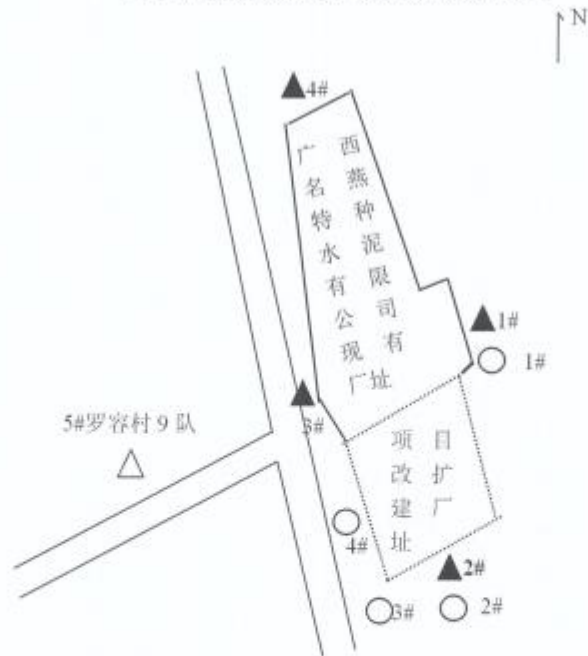 N
4#
广 西
名 燕
特 种
水 泥
有 限
公 司
现 有
厂址
1#
1#
3#
5#罗容村 9 队
项 目
改 扩
建 厂
址
4#
2#
3#
2#